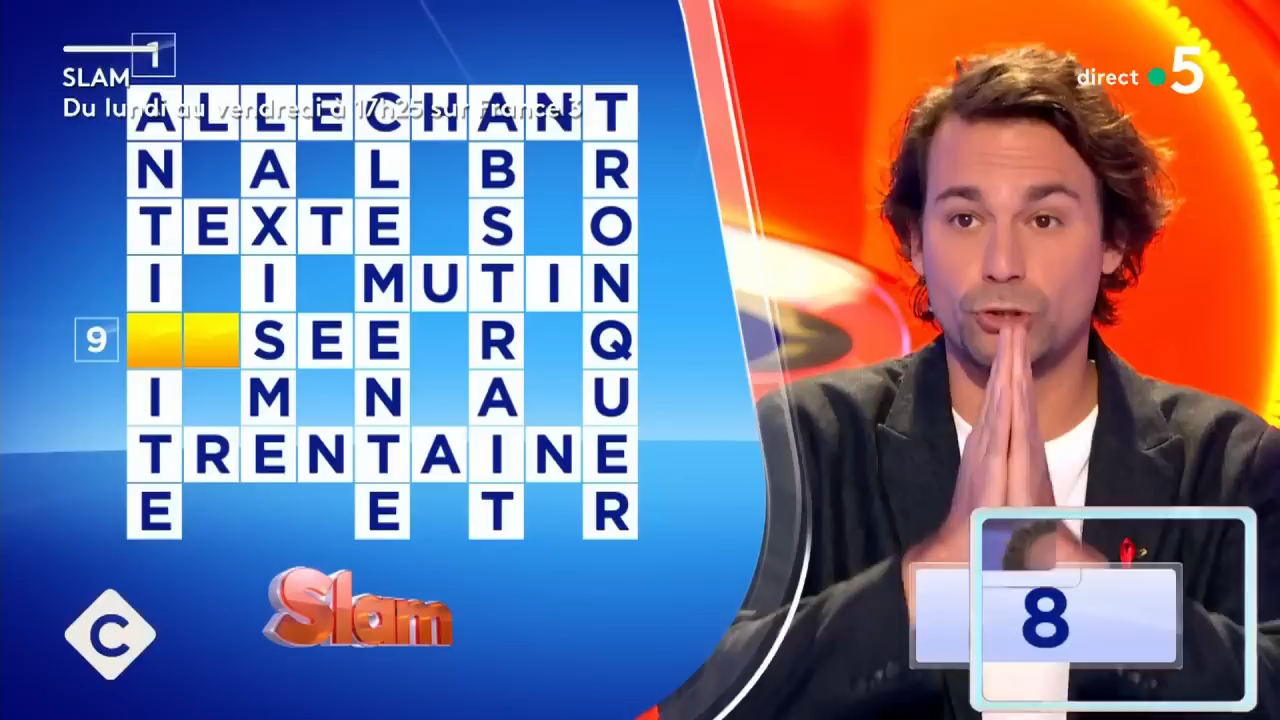 1
SLAM
Du lundi au vendredi à 17h25 sur France 3
direct 5
ALLECHANT
N A L B R
TEXTE S O
I I MUTIN
9 SEE R Q
I M N A U
TRENTAINE
E E T R
C
Slam
8